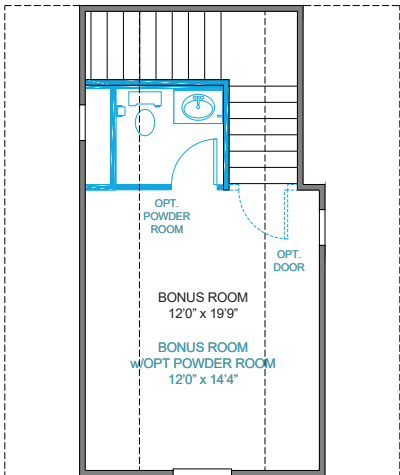 OPT.
POWDER
ROOM
OPT.
DOOR
BONUS ROOM
12'0" x 19'9"
BONUS ROOM
w/OPT POWDER ROOM
12'0" x 14'4"